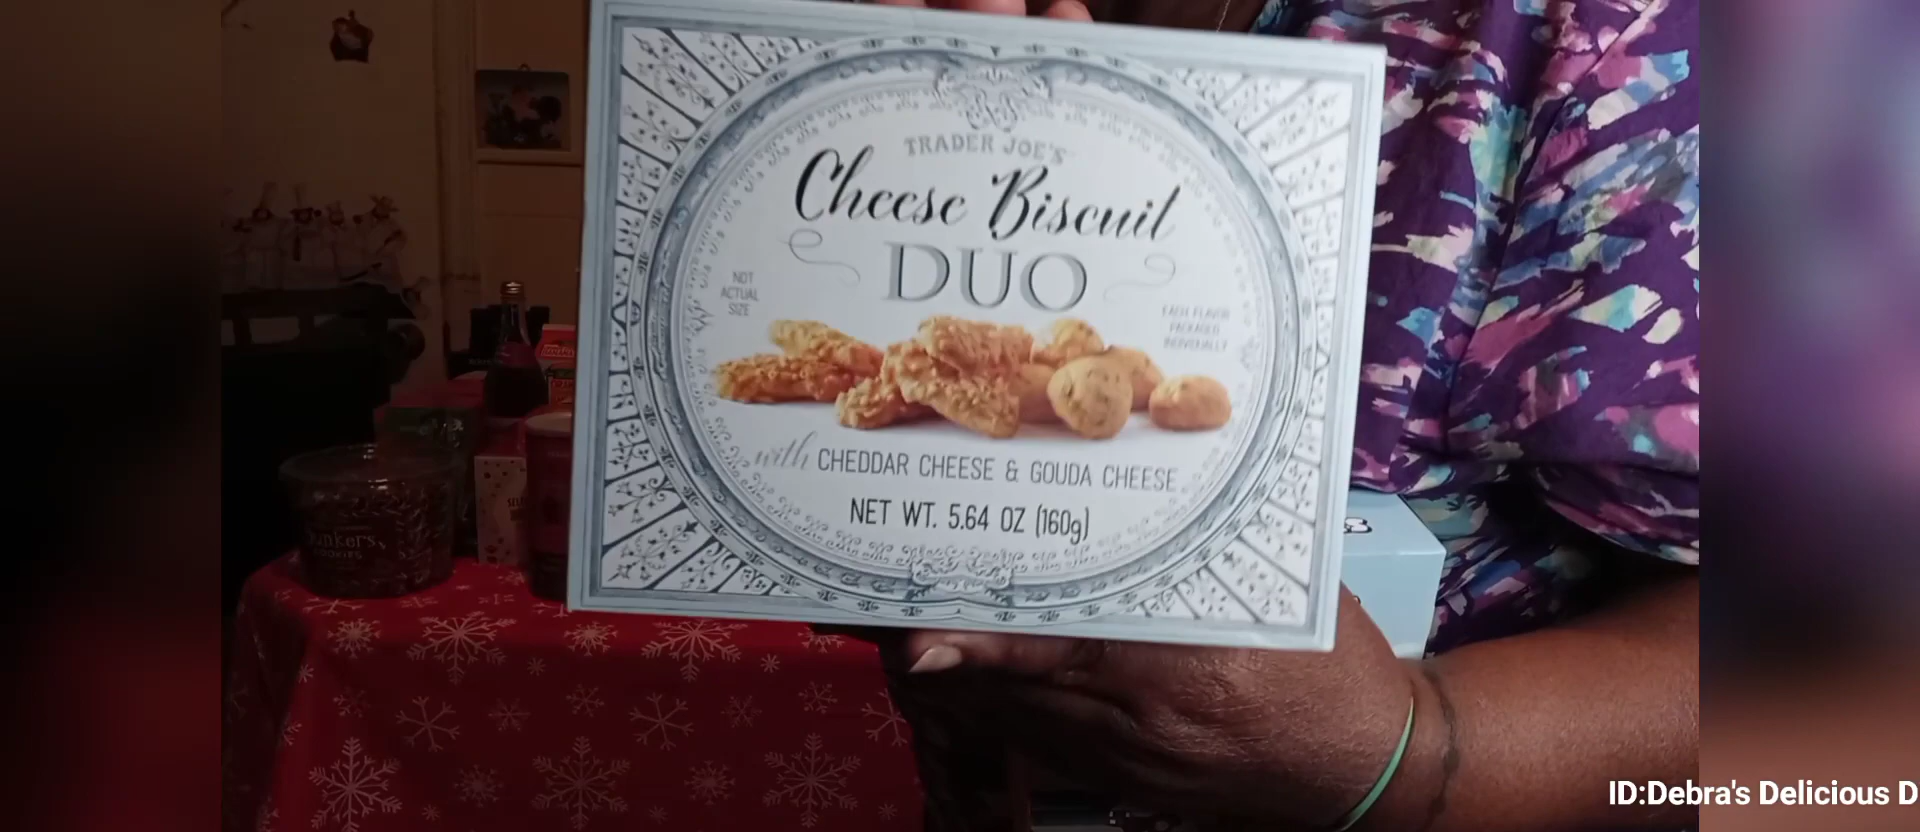 TRADER JOE'S
Cheese Biscuit
DUO
NOT
ACTUAL
SIZE
EACH FLAVOR
PACKAGED
INDIVIDUALLY
with CHEDDAR CHEESE & GOUDA CHEESE
NET WT. 5.64 OZ (160g)
COOKIES
ID:Debra's Delicious D